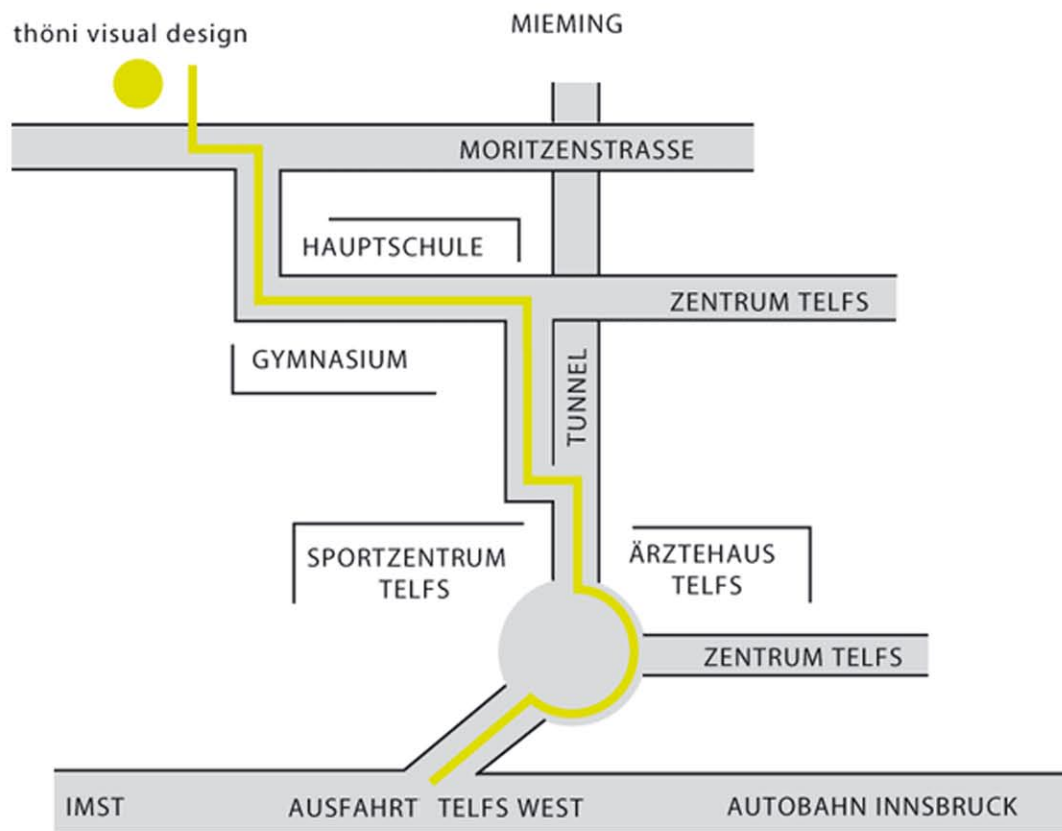 MIEMING
thöni visual design
MORITZENSTRASSE
HAUPTSCHULE
ZENTRUM TELFS
GYMNASIUM
TUNNEL
SPORTZENTRUM
TELFS
ÄRZTEHAUS
TELFS
ZENTRUM TELFS
IMST
AUSFAHRT TELFS WEST
AUTOBAHN INNSBRUCK